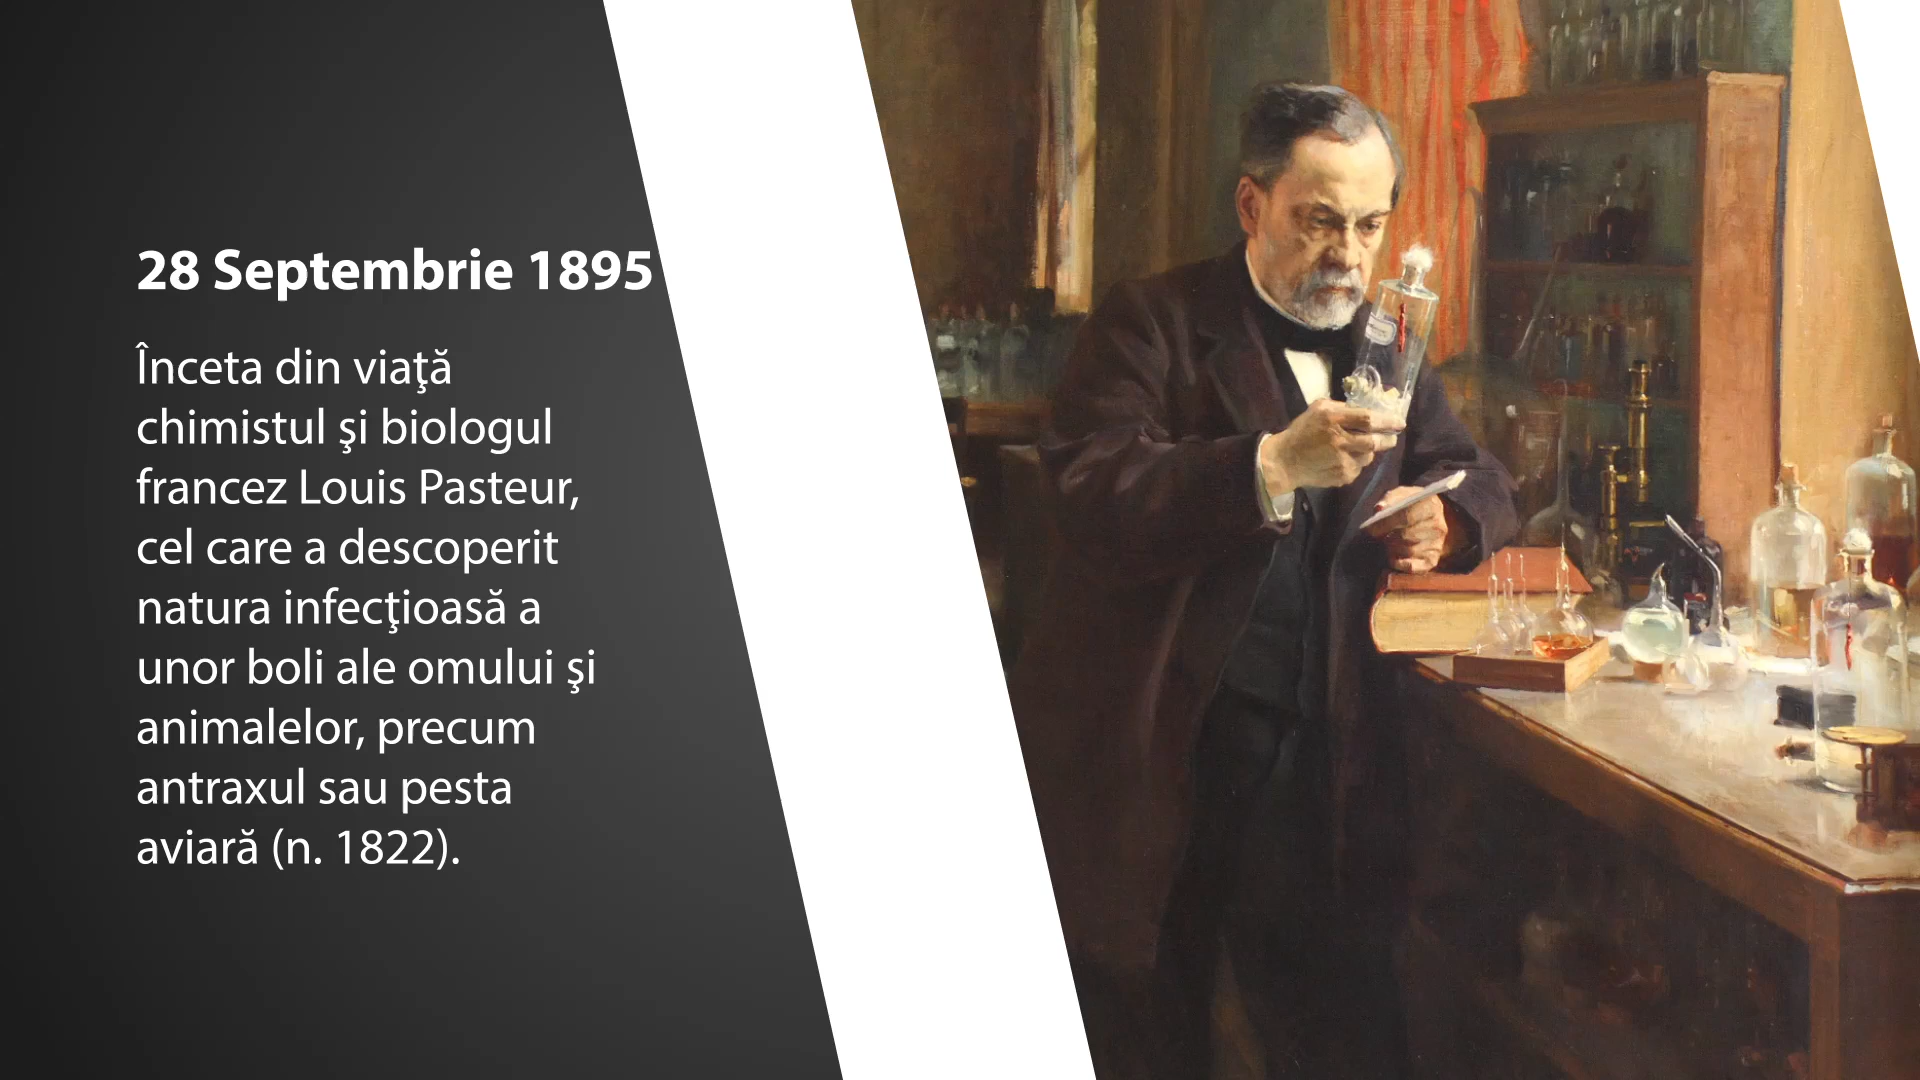 28 Septembrie 1895
Înceta din viaţă
chimistul şi biologul
francez Louis Pasteur,
cel care a descoperit
natura infecţioasă a
unor boli ale omului şi
animalelor, precum
antraxul sau pesta
aviară (n. 1822).